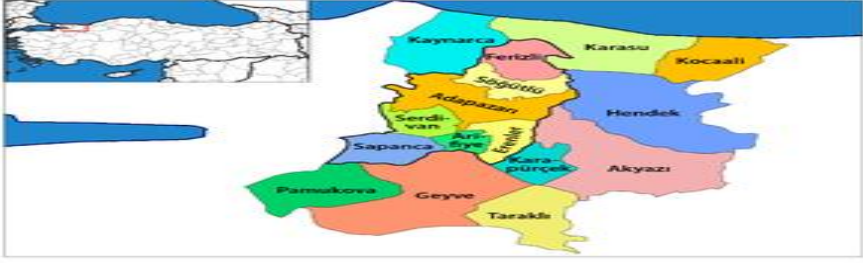 Kaynarca
Karasu
Kocaali
Ferizli
Söğütlü
Adapazarı
Hendek
Serdi-
van
Ari-
fiye
Erenler
Sapanca
Kara-
pürçek
Akyazı
Pamukova
Geyve
Taraklı